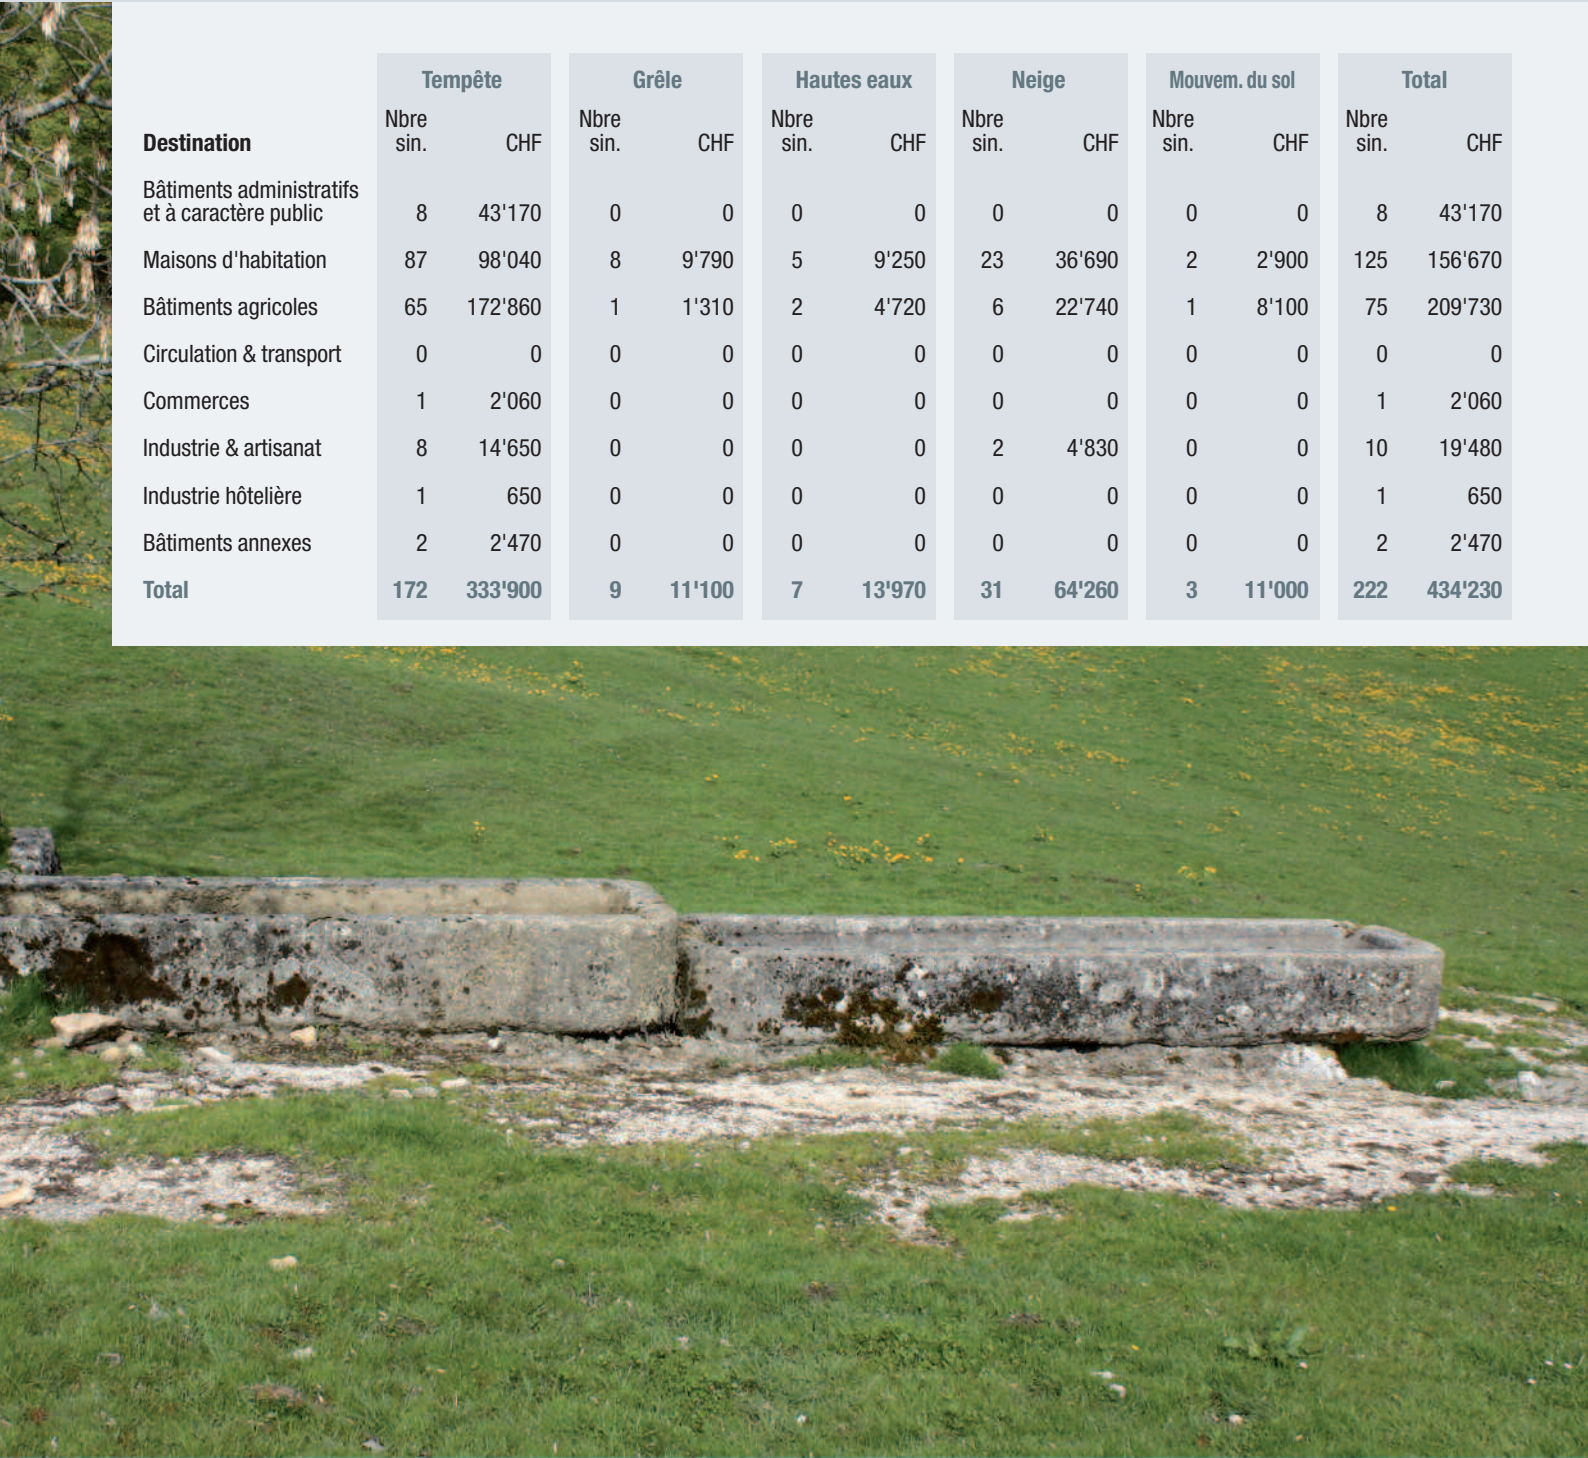 Tempête Grêle Hautes eaux Neige Mouvem. du sol Total
Nbre Nbre Nbre Nbre Nbre Nbre
Destination sin. CHF sin. CHF sin. CHF sin. CHF sin. CHF sin. CHF
Bâtiments administratifs
et à caractère public 8 43'170 0 0 0 0 0 0 0 0 8 43'170
Maisons d'habitation 87 98'040 8 9'790 5 9'250 23 36'690 2 2'900 125 156'670
Bâtiments agricoles 65 172'860 1 1'310 2 4'720 6 22'740 1 8'100 75 209'730
Circulation & transport 0 0 0 0 0 0 0 0 0 0 0 0
Commerces 1 2'060 0 0 0 0 0 0 0 0 1 2'060
Industrie & artisanat 8 14'650 0 0 0 0 2 4'830 0 0 10 19'480
Industrie hôtelière 1 650 0 0 0 0 0 0 0 0 1 650
Bâtiments annexes 2 2'470 0 0 0 0 0 0 0 0 2 2'470
Total 172 333'900 9 11'100 7 13'970 31 64'260 3 11'000 222 434'230